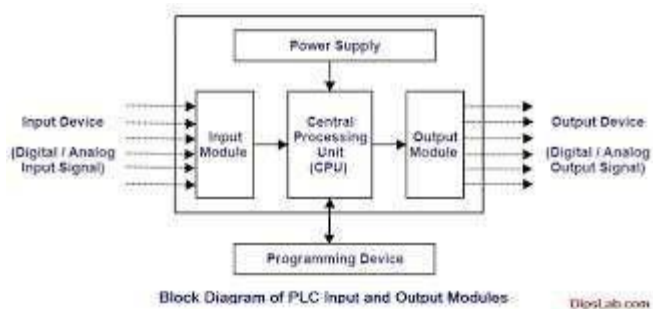 Power Supply
Input Device
(Digital / Analog
Input Signal)
Input
Module
Central
Processing
Unit
(CPU)
Output
Module
Output Device
(Digital / Analog
Output Signal)
Programming Device
Block Diagram of PLC Input and Output Modules
DipsLab.com